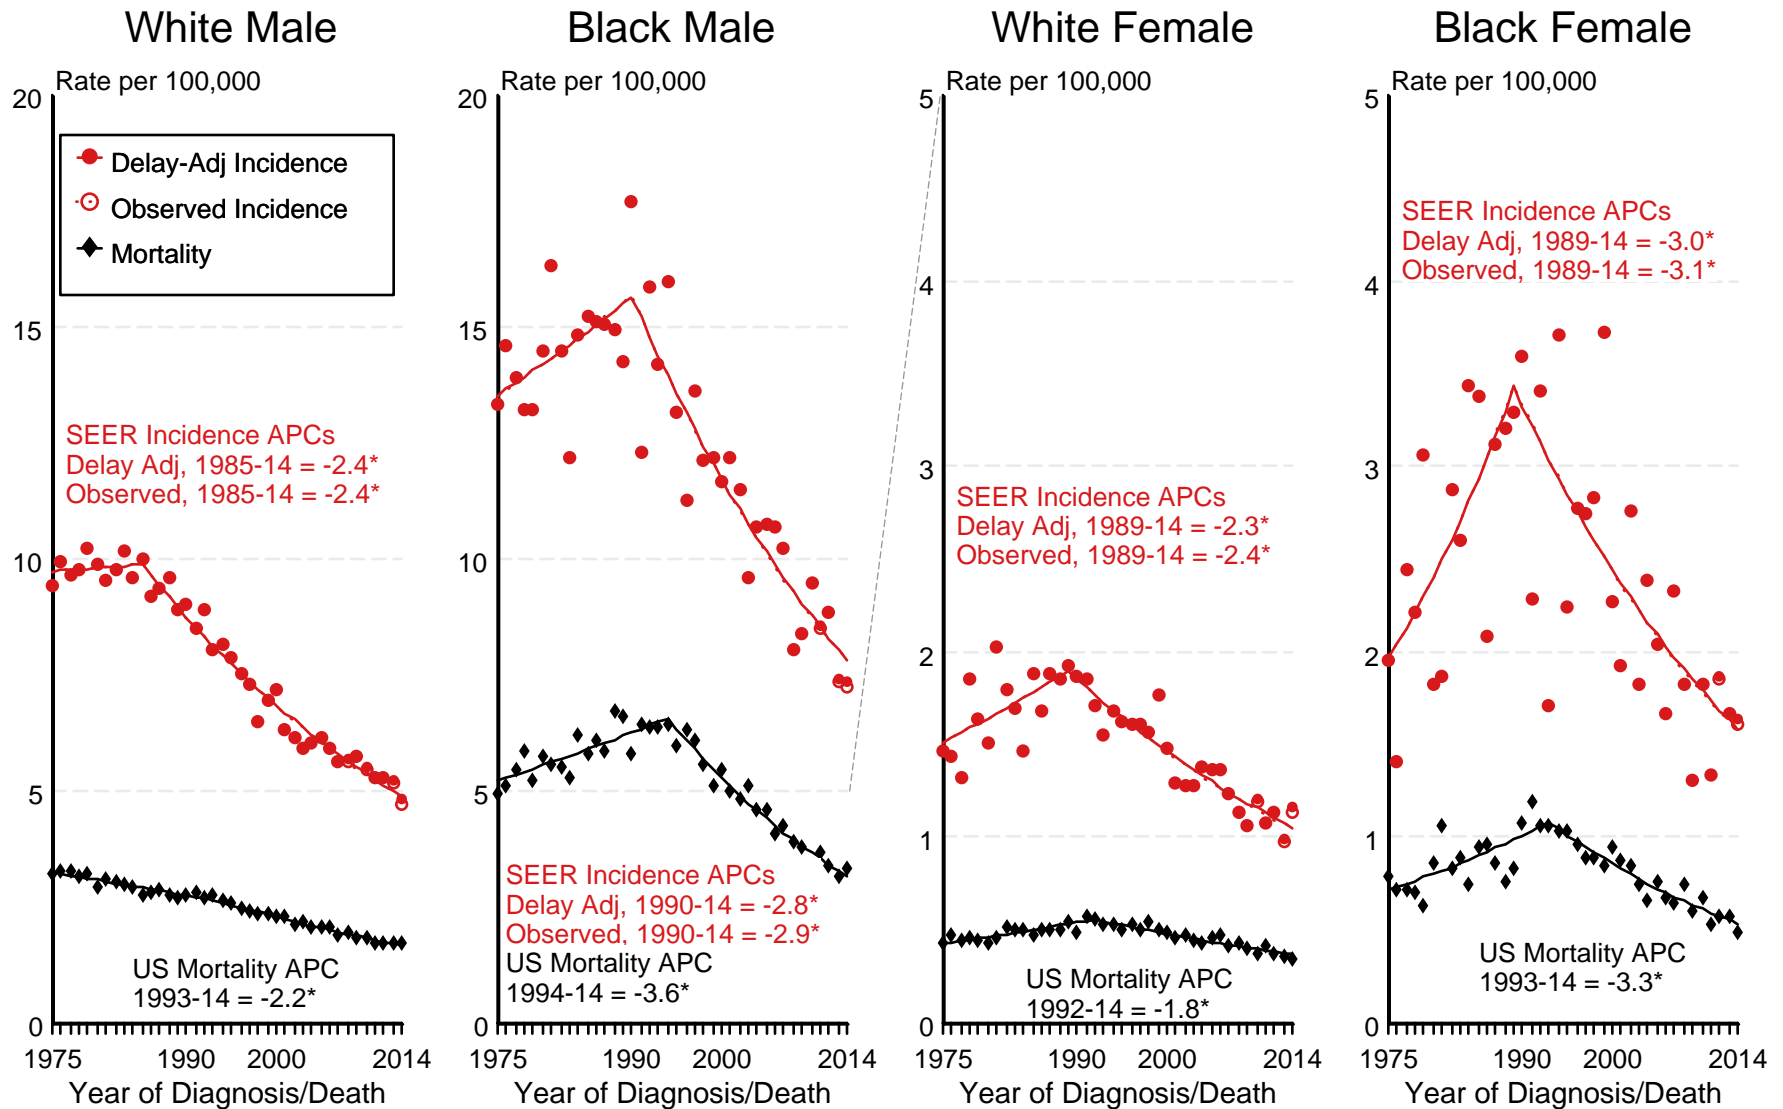 White Male
Rate per 100,000
20
15
10
5
0
Delay-Adj Incidence
Observed Incidence
Mortality
SEER Incidence APCs
Delay Adj, 1985-14 = -2.4*
Observed, 1985-14 = -2.4*
US Mortality APC
1993-14 = -2.2*
1975 1990 2000 2014
Year of Diagnosis/Death
Black Male
Rate per 100,000
20
15
10
5
0
SEER Incidence APCs
Delay Adj, 1990-14 = -2.8*
Observed, 1990-14 = -2.9*
US Mortality APC
1994-14 = -3.6*
1975 1990 2000 2014
Year of Diagnosis/Death
White Female
Rate per 100,000
5
4
3
2
1
0
SEER Incidence APCs
Delay Adj, 1989-14 = -2.3*
Observed, 1989-14 = -2.4*
US Mortality APC
1992-14 = -1.8*
1975 1990 2000 2014
Year of Diagnosis/Death
Black Female
Rate per 100,000
5
4
3
2
1
0
SEER Incidence APCs
Delay Adj, 1989-14 = -3.0*
Observed, 1989-14 = -3.1*
US Mortality APC
1993-14 = -3.3*
1975 1990 2000 2014
Year of Diagnosis/Death